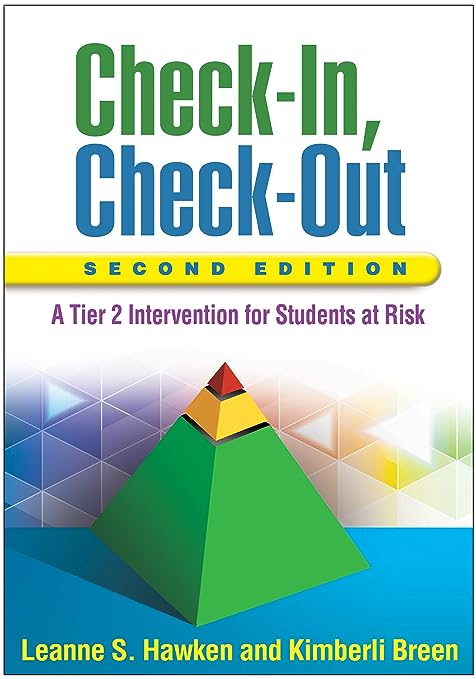 Check-In,
Check-Out
SECOND EDITION
A Tier 2 Intervention for Students at Risk
Leanne S. Hawken and Kimberli Breen